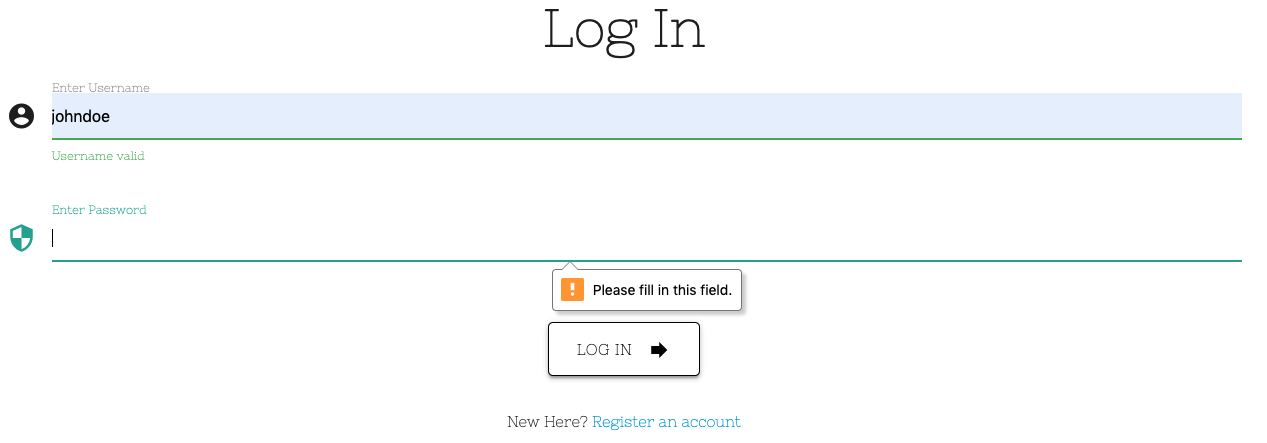 Log In
Enter Username
johndoe
Username valid
Enter Password
Please fill in this field.
LOG IN
New Here? Register an account